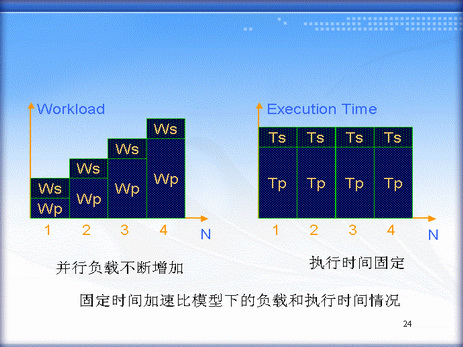 Workload
Ws
Ws
Ws
Ws
Wp
Wp
Wp
Wp
1 2 3 4 N
并行负载不断增加
Execution Time
Ts Ts Ts Ts
Tp Tp Tp Tp
1 2 3 4 N
执行时间固定
固定时间加速比模型下的负载和执行时间情况
24